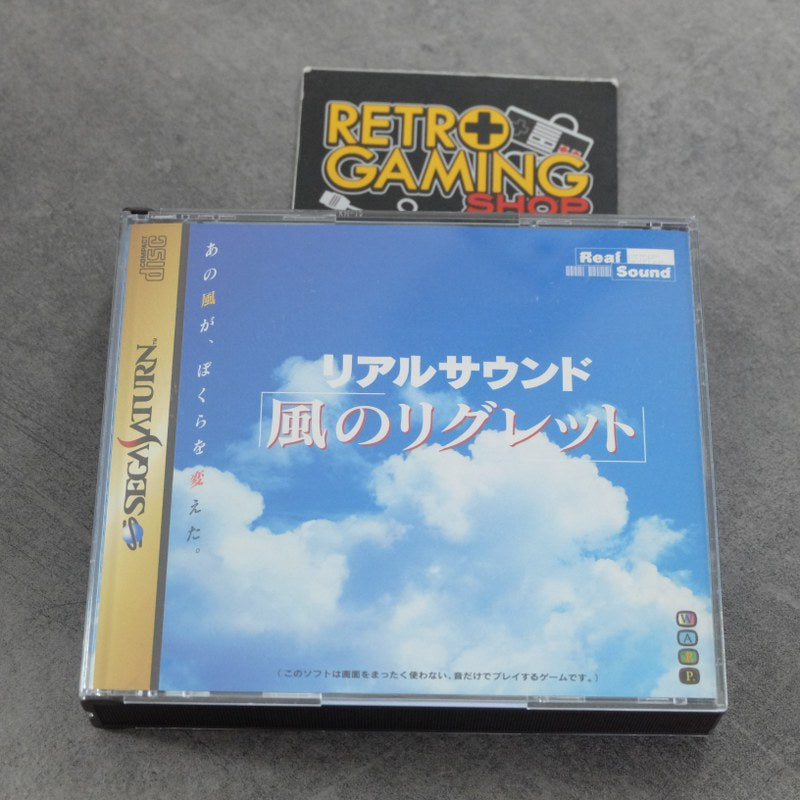 RETRO
GAMING
SHOP
COMPACT
disc
SEGA SATURN™
あの風が、ぼくらを変えた。
Real
Sound
リアルサウンド
風のリグレット
WARP.
(このソフトは画面をまったく使わない、音だけでプレイするゲームです。)